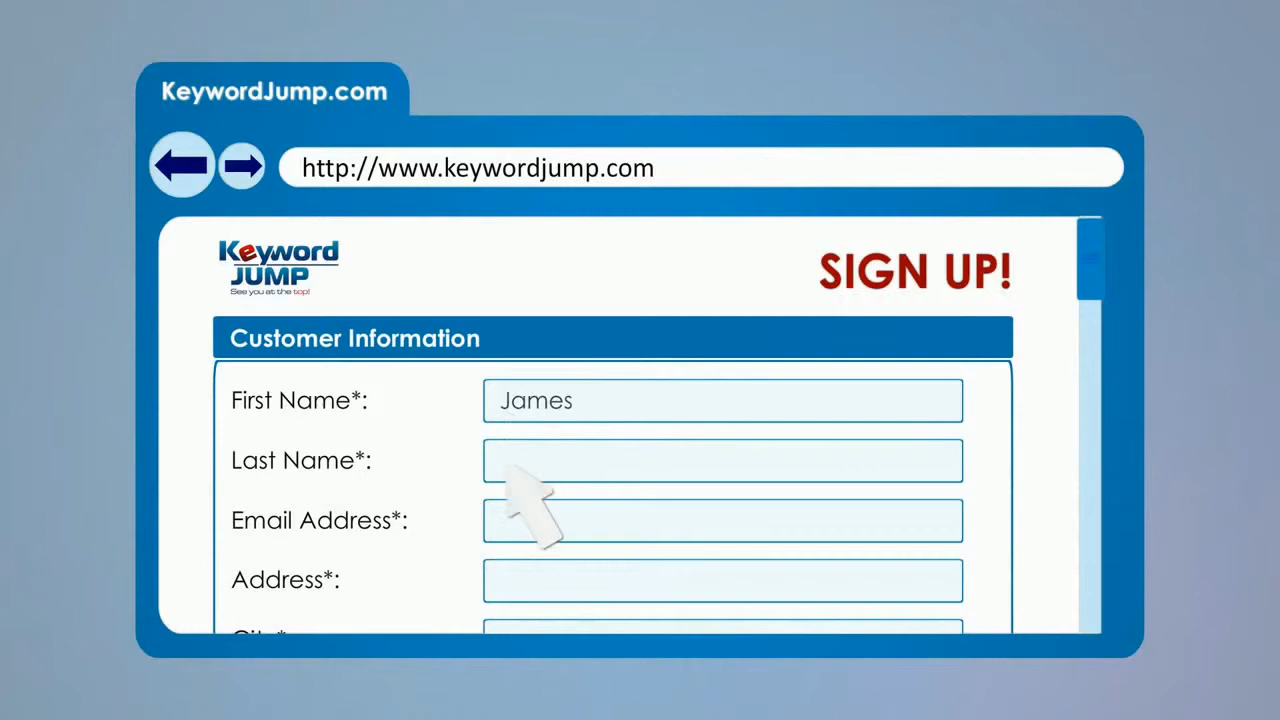 KeywordJump.com
http://www.keywordjump.com
Keyword
JUMP
See you at the top!
SIGN UP!
Customer Information
First Name*:
James
Last Name*:
Email Address*:
Address*: